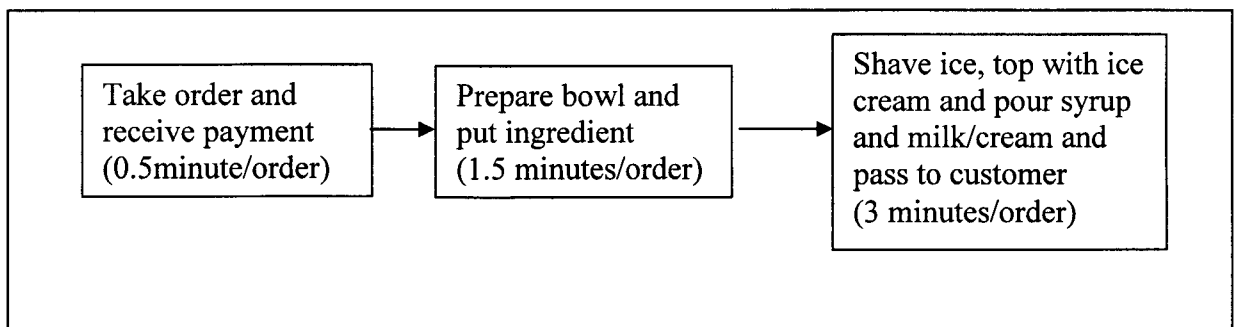 Take order and
receive payment
(0.5minute/order)
Prepare bowl and
put ingredient
(1.5 minutes/order)
Shave ice, top with ice
cream and pour syrup
and milk/cream and
pass to customer
(3 minutes/order)